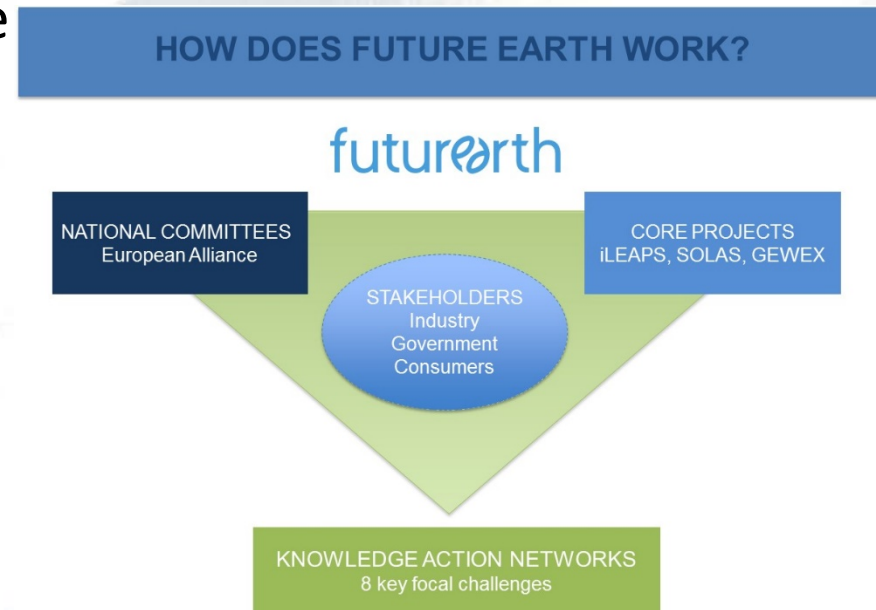 e
HOW DOES FUTURE EARTH WORK?
futurearth
NATIONAL COMMITTEES
European Alliance
CORE PROJECTS
iLEAPS, SOLAS, GEWEX
STAKEHOLDERS
Industry
Government
Consumers
KNOWLEDGE ACTION NETWORKS
8 key focal challenges